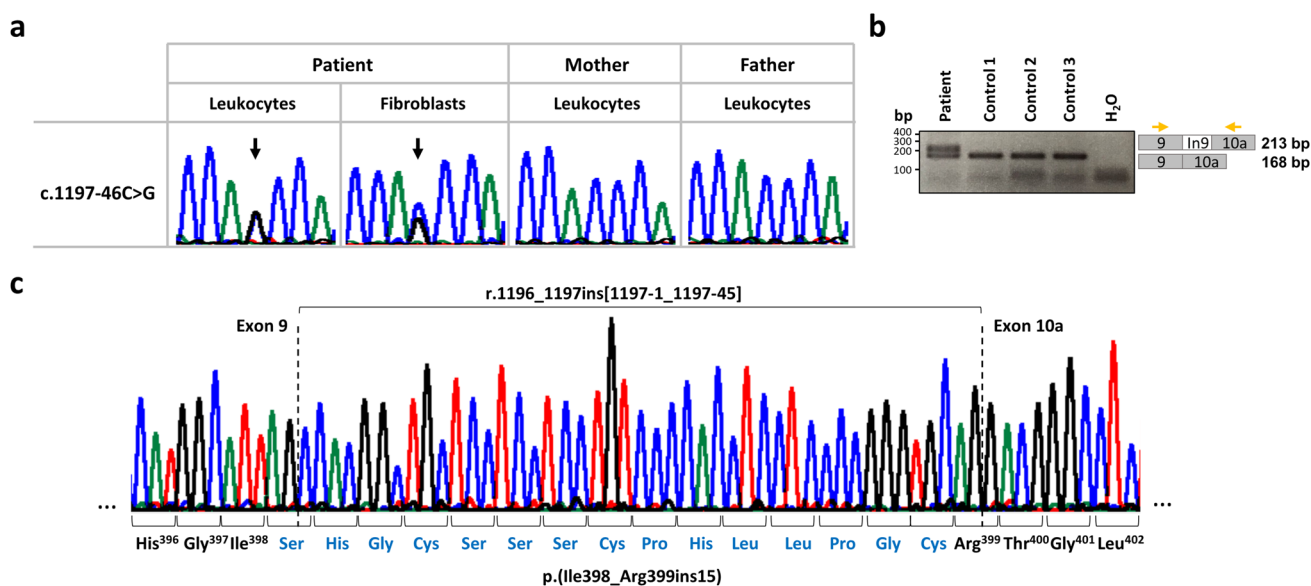 a
Patient Mother Father
Leukocytes Fibroblasts Leukocytes Leukocytes
c.1197-46C>G
b
bp Patient Control 1 Control 2 Control 3 H2O
400
300
200
100
9 In9 10a 213 bp
9 10a 168 bp
c
r.1196_1197ins[1197-1_1197-45]
Exon 9 Exon 10a
... ...
His396 Gly397 Ile398 Ser His Gly Cys Ser Ser Ser Cys Pro His Leu Leu Pro Gly Cys Arg399 Thr400 Gly401 Leu402
p.(Ile398_Arg399ins15)